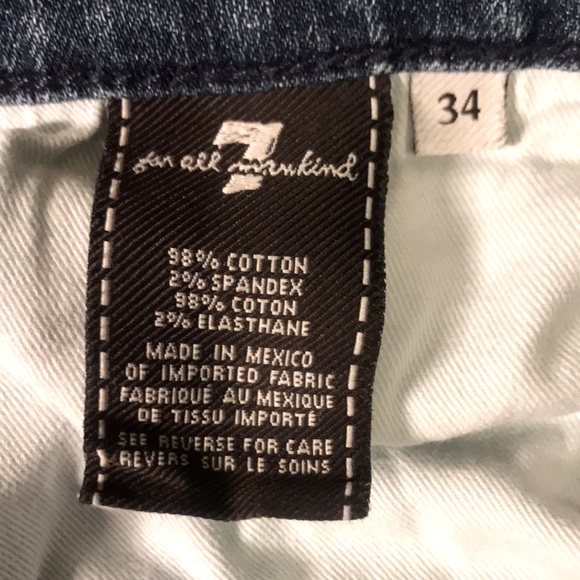 7
for all mankind
34
98% COTTON
2% SPANDEX
98% COTON
2% ELASTHANE
MADE IN MEXICO
OF IMPORTED FABRIC
FABRIQUÉ AU MEXIQUE
DE TISSU IMPORTÉ
SEE REVERSE FOR CARE
REVERS SUR LE SOINS